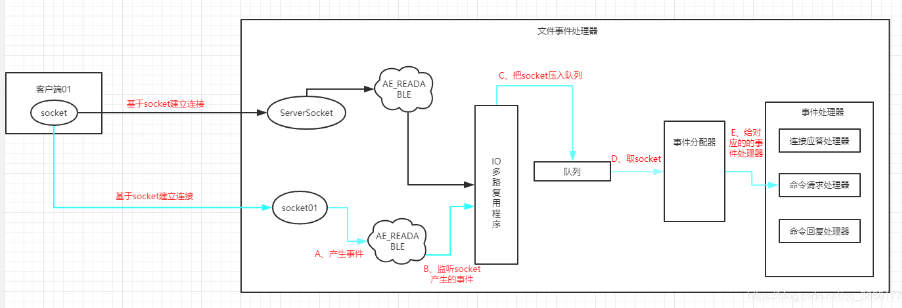 文件事件处理器
客户端01
socket
基于socket建立连接
ServerSocket
AE_READA
BLE
C、把socket压入队列
IO
多
路
复
用
程
序
队列
D、取socket
事件分配器
E、给对
应的的事
件处理器
事件处理器
连接应答处理器
命令请求处理器
命令回复处理器
基于socket建立连接
socket01
A、产生事件
AE_READA
BLE
B、监听socket
产生的事件